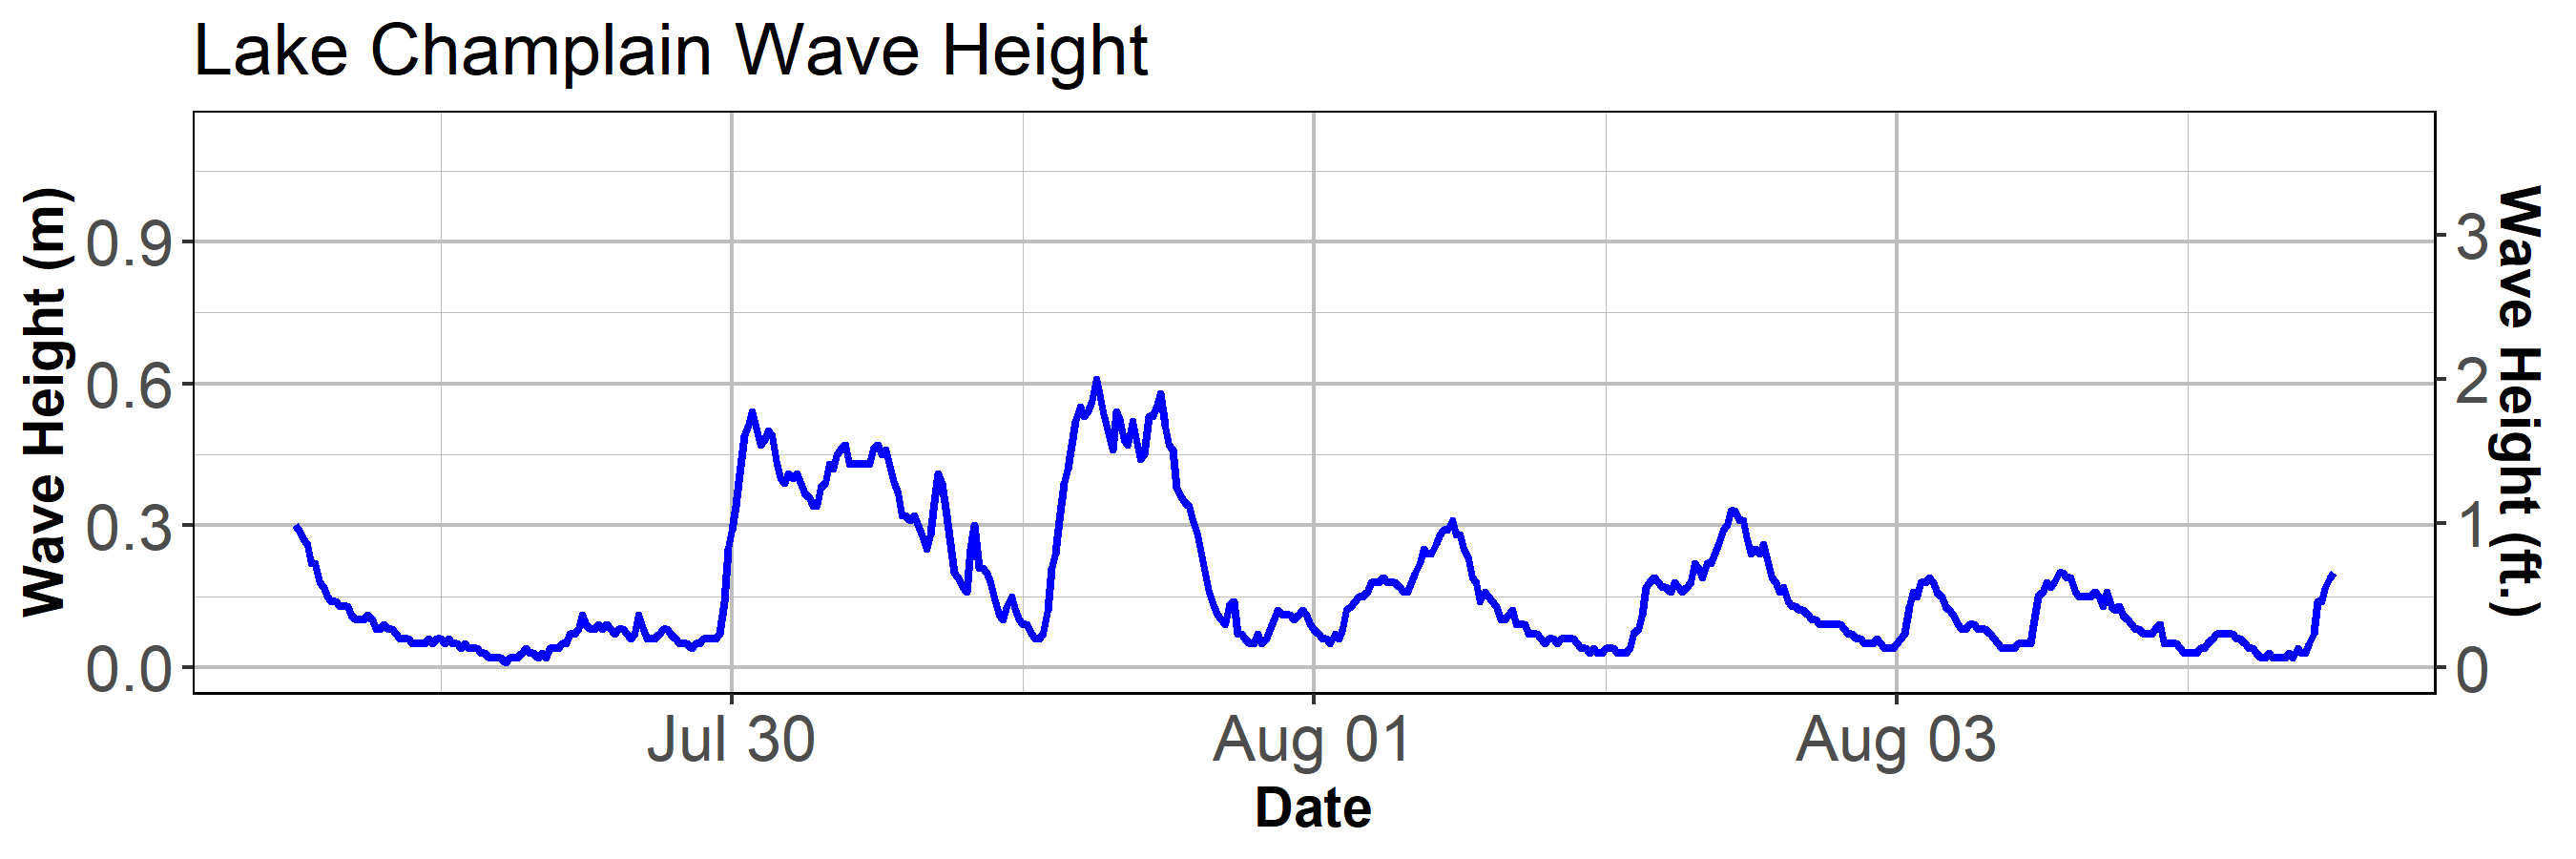 Lake Champlain Wave Height
Wave Height (m)
0.9
0.6
0.3
0.0
3
2
1
0
Wave Height (ft.)
Jul 30
Aug 01
Aug 03
Date